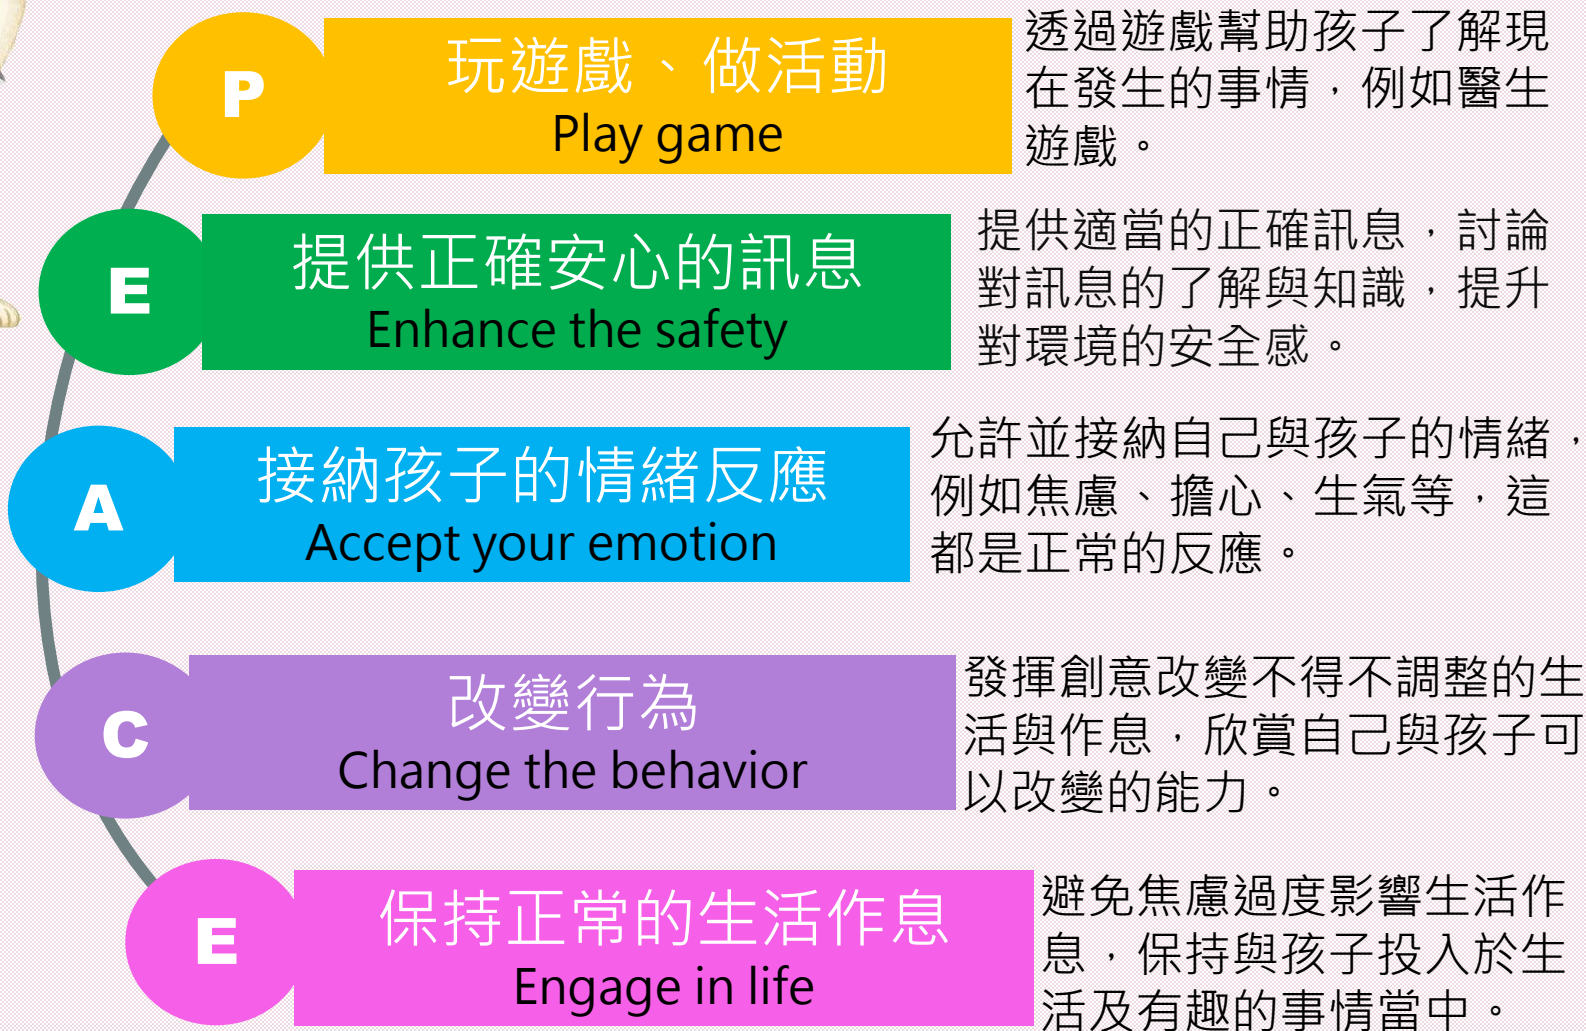 P
玩遊戲、做活動
Play game
透過遊戲幫助孩子了解現
在發生的事情，例如醫生
遊戲。
E
提供正確安心的訊息
Enhance the safety
提供適當的正確訊息，討論
對訊息的了解與知識，提升
對環境的安全感。
A
接納孩子的情緒反應
Accept your emotion
允許並接納自己與孩子的情緒，
例如焦慮、擔心、生氣等，這
都是正常的反應。
C
改變行為
Change the behavior
發揮創意改變不得不調整的生
活與作息，欣賞自己與孩子可
以改變的能力。
E
保持正常的生活作息
Engage in life
避免焦慮過度影響生活作
息，保持與孩子投入於生
活及有趣的事情當中。